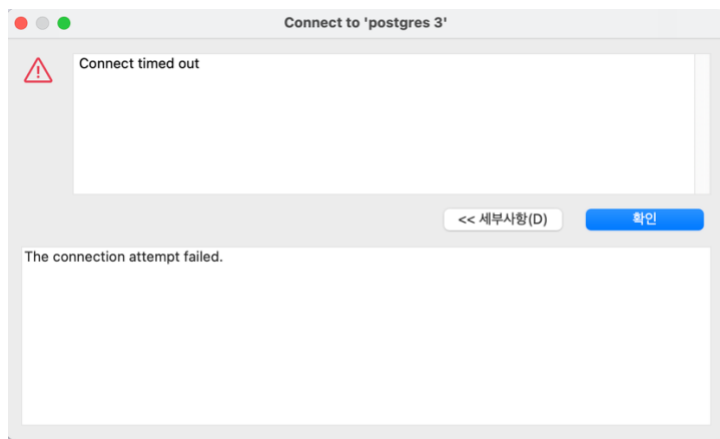 Connect to 'postgres 3'
Connect timed out
<< 세부사항(D)
확인
The connection attempt failed.